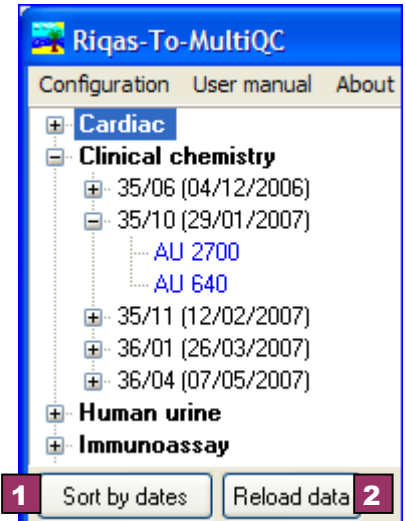 Riqas-To-MultiQC
Configuration User manual About
Cardiac
Clinical chemistry
35/06 (04/12/2006)
35/10 (29/01/2007)
AU 2700
AU 640
35/11 (12/02/2007)
36/01 (26/03/2007)
36/04 (07/05/2007)
Human urine
Immunoassay
1 Sort by dates Reload data 2